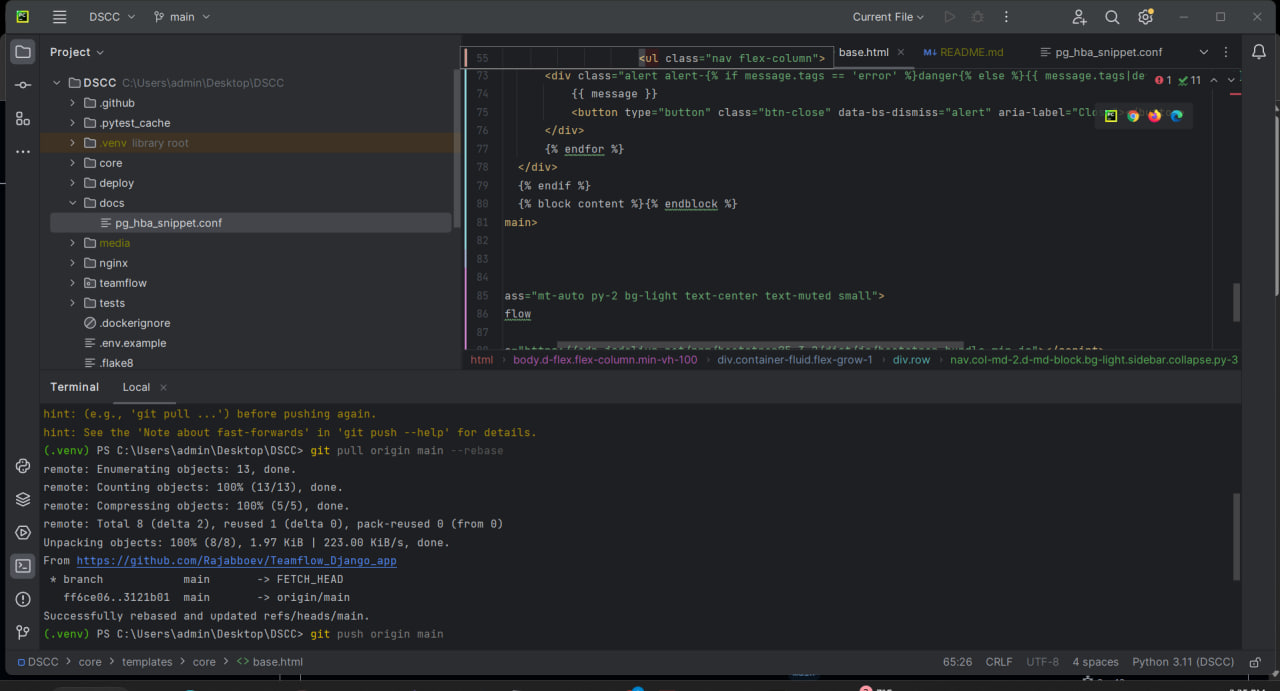 DSCC
main
Current File
Project
DSCC C:\Users\admin\Desktop\DSCC
.github
.pytest_cache
.venv library root
core
deploy
docs
pg_hba_snippet.conf
media
nginx
teamflow
tests
.dockerignore
.env.example
.flake8
base.html
M↓ README.md
pg_hba_snippet.conf
55 <ul class="nav flex-column">
73 <div class="alert alert-{% if message.tags == 'error' %}danger{% else %}{{ message.tags|de
1 11
74 {{ message }}
75 <button type="button" class="btn-close" data-bs-dismiss="alert" aria-label="Clos
76 </div>
77 {% endfor %}
78 </div>
79 {% endif %}
80 {% block content %}{% endblock %}
81 main>
82
83
84
85 ass="mt-auto py-2 bg-light text-center text-muted small">
86 flow
87
html › body.d-flex.flex-column.min-vh-100 › div.container-fluid.flex-grow-1 › div.row › nav.col-md-2.d-md-block.bg-light.sidebar.collapse.py-3
Terminal Local
hint: (e.g., 'git pull ...') before pushing again.
hint: See the 'Note about fast-forwards' in 'git push --help' for details.
(.venv) PS C:\Users\admin\Desktop\DSCC> git pull origin main --rebase
remote: Enumerating objects: 13, done.
remote: Counting objects: 100% (13/13), done.
remote: Compressing objects: 100% (5/5), done.
remote: Total 8 (delta 2), reused 1 (delta 0), pack-reused 0 (from 0)
Unpacking objects: 100% (8/8), 1.97 KiB | 223.00 KiB/s, done.
From https://github.com/Rajabboev/Teamflow_Django_app
* branch main -> FETCH_HEAD
ff6ce06..3121b01 main -> origin/main
Successfully rebased and updated refs/heads/main.
(.venv) PS C:\Users\admin\Desktop\DSCC> git push origin main
DSCC › core › templates › core › <> base.html
65:26 CRLF UTF-8 4 spaces Python 3.11 (DSCC)